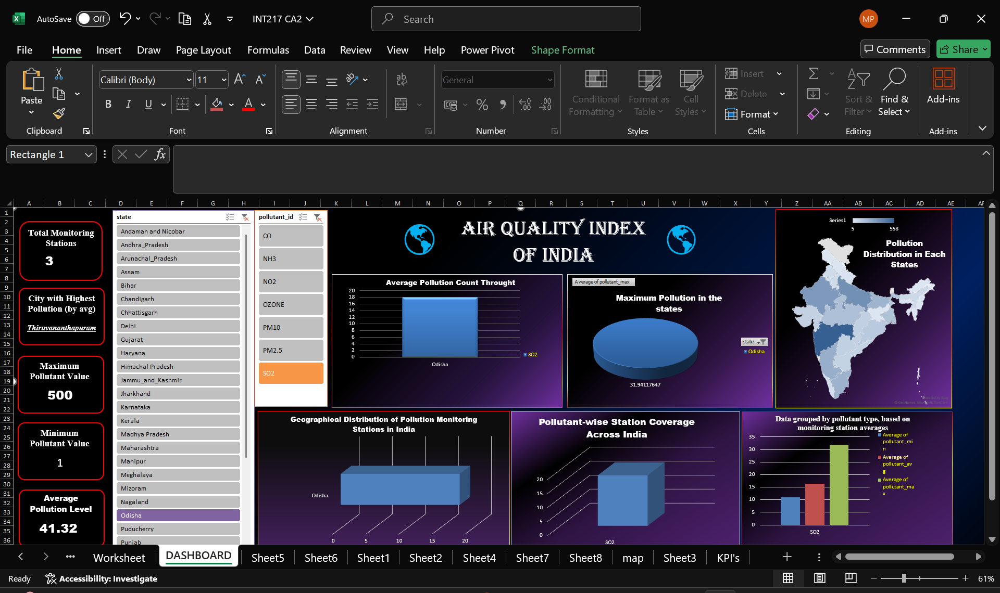 AutoSave Off INT217 CA2 Search MP
File Home Insert Draw Page Layout Formulas Data Review View Help Power Pivot Shape Format Comments Share
Paste
Clipboard
Calibri (Body) 11
B I U A
Font
Alignment
General
Number
Conditional Formatting
Format as Table
Cell Styles
Styles
Insert
Delete
Format
Cells
Sort & Filter
Find & Select
Editing
Add-ins
Add-ins
Rectangle 1 fx
A B C D E F G H I J K L M N O P Q R S T U V W X Y Z AA AB AC AD AE AF
1
2
3
4
5
6
7
8
9
10
11
12
13
14
15
16
17
18
19
20
21
22
23
24
25
26
27
28
29
30
31
32
33
34
35
36
Total Monitoring
Stations
3
City with Highest
Pollution (by avg)
Thiruvananthapuram
Maximum
Pollutant Value
500
Minimum
Pollutant Value
1
Average
Pollution Level
41.32
state
Andaman and Nicobar
Andhra_Pradesh
Arunachal_Pradesh
Assam
Bihar
Chandigarh
Chhattisgarh
Delhi
Gujarat
Haryana
Himachal Pradesh
Jammu_and_Kashmir
Jharkhand
Karnataka
Kerala
Madhya Pradesh
Maharashtra
Manipur
Meghalaya
Mizoram
Nagaland
Odisha
Puducherry
Punjab
pollutant_id
CO
NH3
NO2
OZONE
PM10
PM2.5
SO2
AIR QUALITY INDEX
OF INDIA
Average Pollution Count Throught
20
18
16
14
12
10
8
6
4
2
0
Odisha
SO2
Average of pollutant_max
Maximum Pollution in the
states
31.94117647
state
Odisha
Series1
5 558
Pollution
Distribution in Each
States
Geographical Distribution of Pollution Monitoring
Stations in India
Odisha
0 5 10 15 20
Pollutant-wise Station Coverage
Across India
20
15
10
5
0
SO2
Data grouped by pollutant type, based on
monitoring station averages
35
30
25
20
15
10
5
0
SO2
Average of
pollutant_mi
n
Average of
pollutant_av
g
Average of
pollutant_ma
x
Worksheet DASHBOARD Sheet5 Sheet6 Sheet1 Sheet2 Sheet4 Sheet7 Sheet8 map Sheet3 KPI's
Ready Accessibility: Investigate 61%